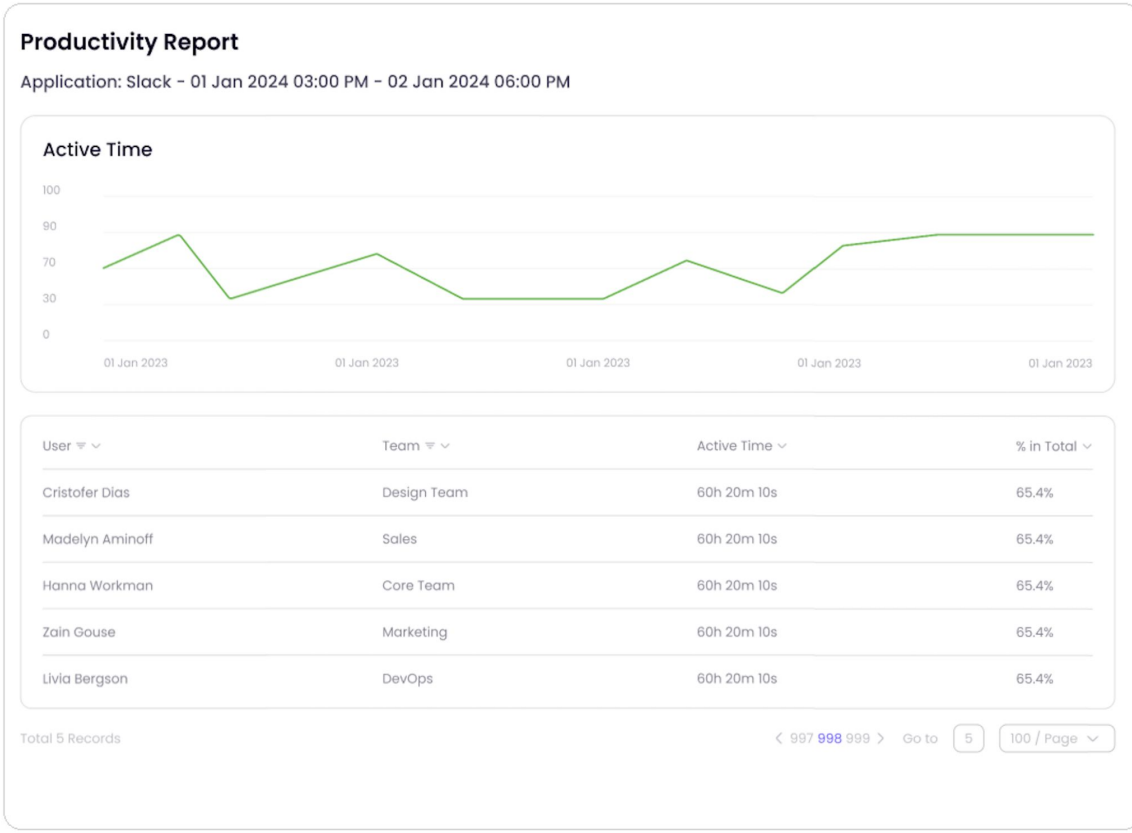 Productivity Report
Application: Slack - 01 Jan 2024 03:00 PM - 02 Jan 2024 06:00 PM
Active Time
100
90
70
30
0
01 Jan 2023 01 Jan 2023 01 Jan 2023 01 Jan 2023 01 Jan 2023
User Team Active Time % in Total
Cristofer Dias Design Team 60h 20m 10s 65.4%
Madelyn Aminoff Sales 60h 20m 10s 65.4%
Hanna Workman Core Team 60h 20m 10s 65.4%
Zain Gouse Marketing 60h 20m 10s 65.4%
Livia Bergson DevOps 60h 20m 10s 65.4%
Total 5 Records < 997 998 999 > Go to 5 100 / Page